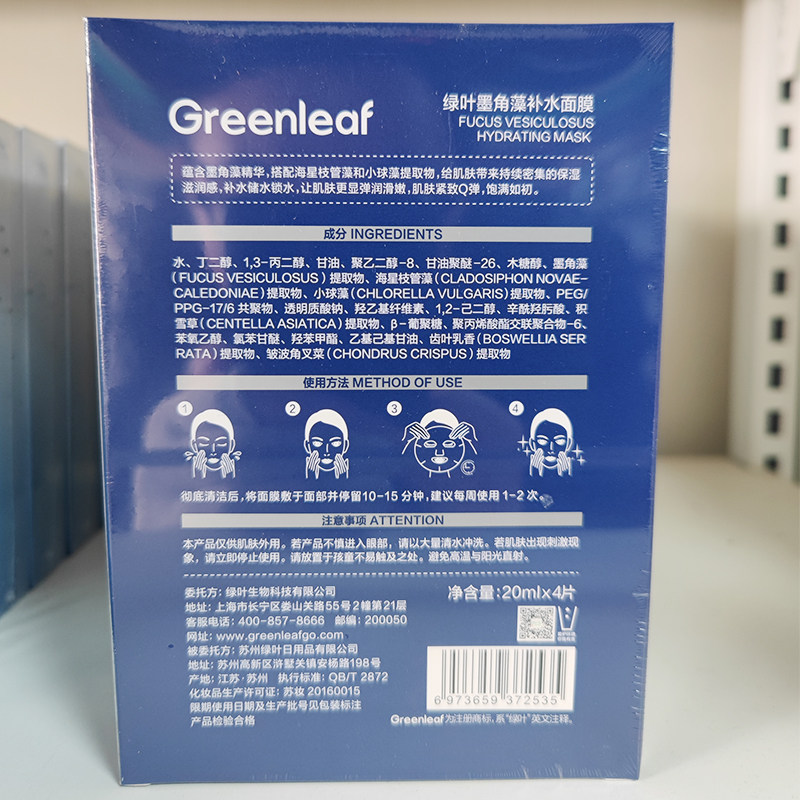 Greenleaf
绿叶墨角藻补水面膜
FUCUS VESICULOSUS
HYDRATING MASK
蕴含墨角藻精华，搭配海星枝管藻和小球藻提取物，给肌肤带来持续密集的保湿
滋润感，补水储水锁水，让肌肤更显弹润滑嫩，肌肤紧致Q弹，饱满如初。
成分 INGREDIENTS
水、丁二醇、1,3-丙二醇、甘油、聚乙二醇-8、甘油聚醚-26、木糖醇、墨角藻
(FUCUS VESICULOSUS）提取物、海星枝管藻(CLADOSIPHON NOVAE-
CALEDONIAE)提取物、小球藻(CHLORELLA VULGARIS)提取物、PEG/
PPG-17/6 共聚物、透明质酸钠、羟乙基纤维素、1,2-己二醇、辛酰羟肟酸、积
雪草(CENTELLA ASIATICA）提取物、β-葡聚糖、聚丙烯酸酯交联聚合物-6、
苯氧乙醇、氯苯甘醚、羟苯甲酯、乙基己基甘油、齿叶乳香(BOSWELLIA SER
RATA）提取物、皱波角叉菜(CHONDRUS CRISPUS）提取物
使用方法 METHOD OF USE
1
2
3
4
彻底清洁后，将面膜敷于面部并停留10-15 分钟，建议每周使用 1-2 次。
注意事项 ATTENTION
本产品仅供肌肤外用。若产品不慎进入眼部，请以大量清水冲洗。若肌肤出现刺激现
象，请立即停止使用，请放置于孩童不易触及之处。避免高温与阳光直射。
委托方：绿叶生物科技有限公司
地址：上海市长宁区娄山关路55号2幢第21层
客服电话：400-857-8666 邮编：200050
网址：www.greenleafgo.com
被委托方：苏州绿叶日用品有限公司
地址：苏州高新区浒墅关镇安杨路198号
产地：江苏·苏州 执行标准：QB/T 2872
化妆品生产许可证：苏妆 20160015
限期使用日期及生产批号见包装标注
产品检验合格
净含量：20ml×4片
6 973659 372535
Greenleaf为注册商标，系“绿叶”英文注释。